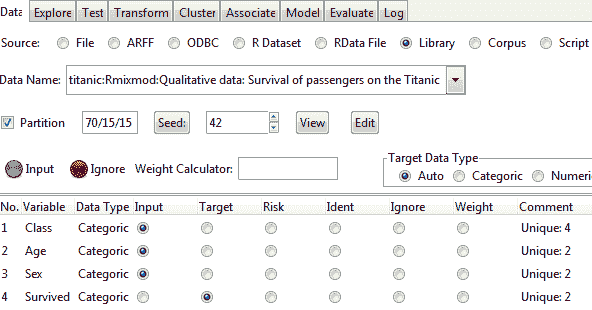 Data Explore Test Transform Cluster Associate Model Evaluate Log
Source: File ARFF ODBC R Dataset RData File Library Corpus Script
Data Name: titanic:Rmixmod:Qualitative data: Survival of passengers on the Titanic
Partition 70/15/15 Seed: 42 View Edit
Target Data Type
Input Ignore Weight Calculator: Auto Categoric Numeric
No. Variable Data Type Input Target Risk Ident Ignore Weight Comment
1 Class Categoric Unique: 4
2 Age Categoric Unique: 2
3 Sex Categoric Unique: 2
4 Survived Categoric Unique: 2